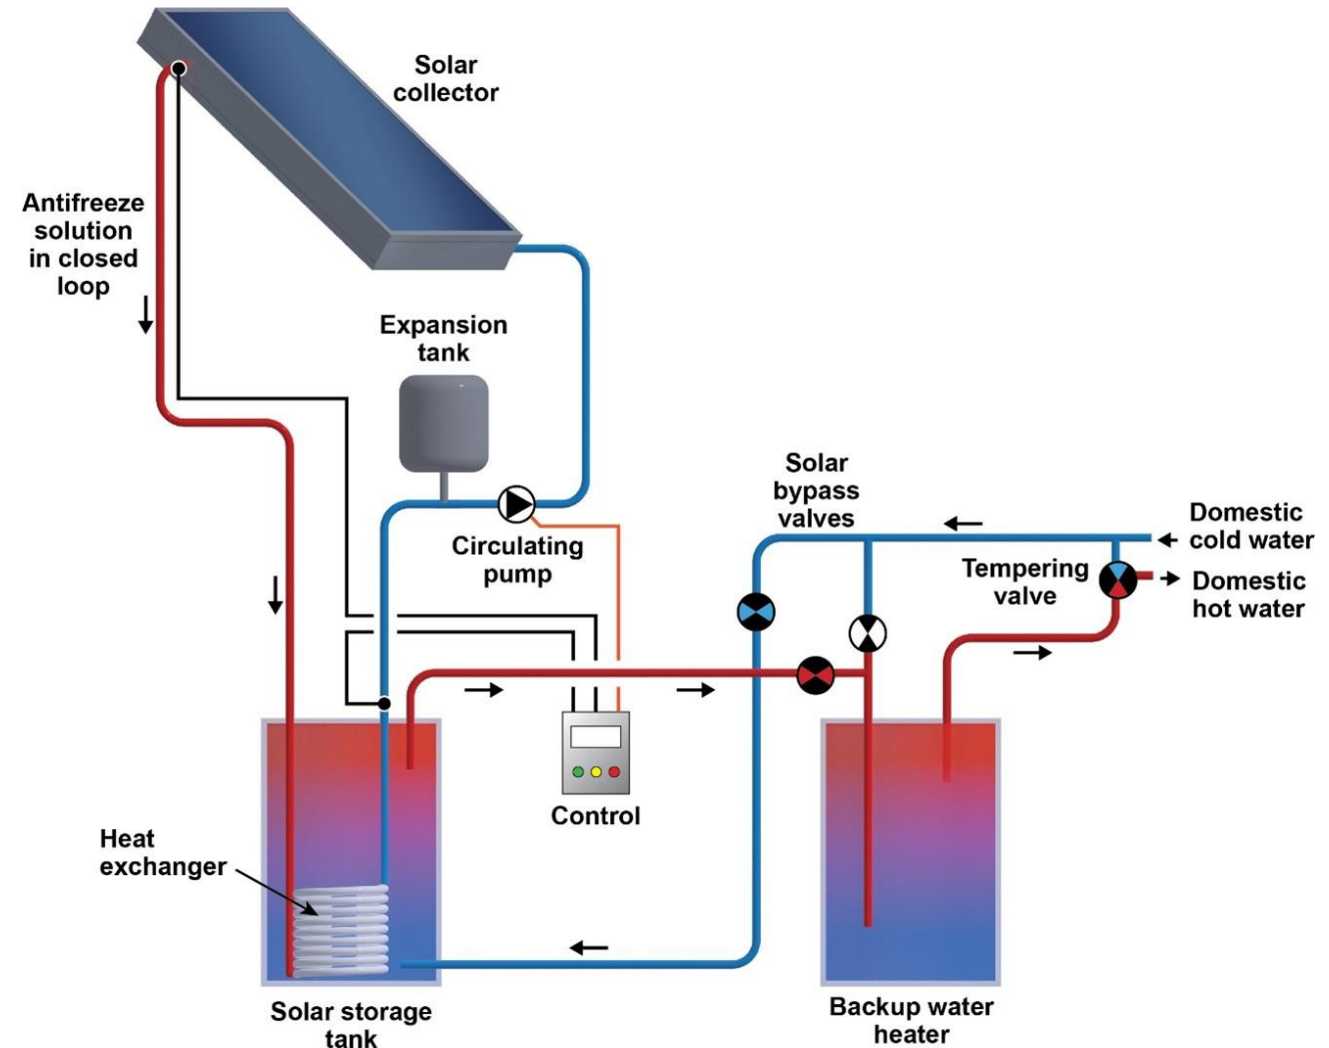 Solar
collector
Antifreeze
solution
in closed
loop
Expansion
tank
Circulating
pump
Solar
bypass
valves
Domestic
cold water
Tempering
valve
Domestic
hot water
Control
Heat
exchanger
Solar storage
tank
Backup water
heater